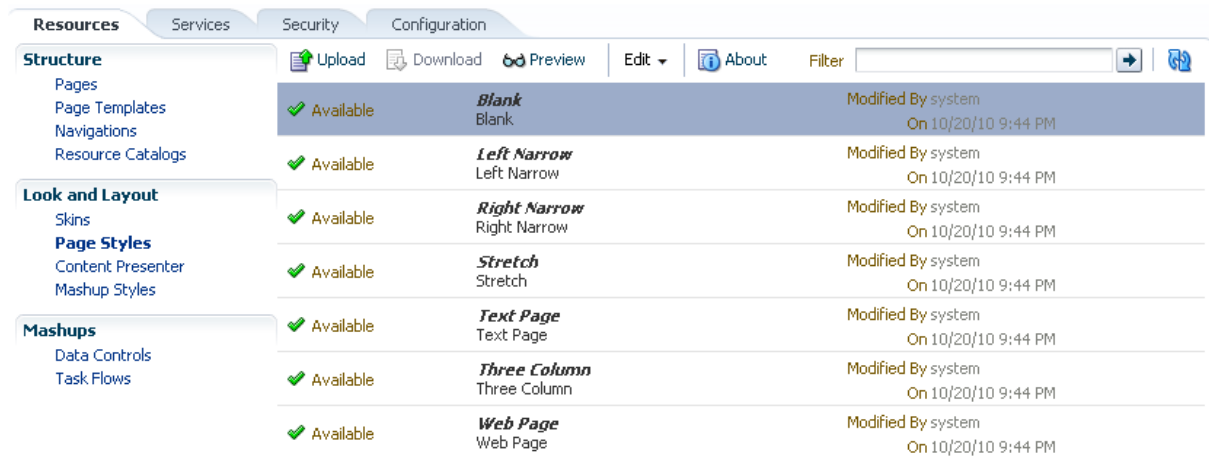 Resources Services Security Configuration
Structure
Pages
Page Templates
Navigations
Resource Catalogs
Look and Layout
Skins
Page Styles
Content Presenter
Mashup Styles
Mashups
Data Controls
Task Flows
Upload Download Preview Edit About Filter
Available Blank Modified By system
Blank On 10/20/10 9:44 PM
Available Left Narrow Modified By system
Left Narrow On 10/20/10 9:44 PM
Available Right Narrow Modified By system
Right Narrow On 10/20/10 9:44 PM
Available Stretch Modified By system
Stretch On 10/20/10 9:44 PM
Available Text Page Modified By system
Text Page On 10/20/10 9:44 PM
Available Three Column Modified By system
Three Column On 10/20/10 9:44 PM
Available Web Page Modified By system
Web Page On 10/20/10 9:44 PM